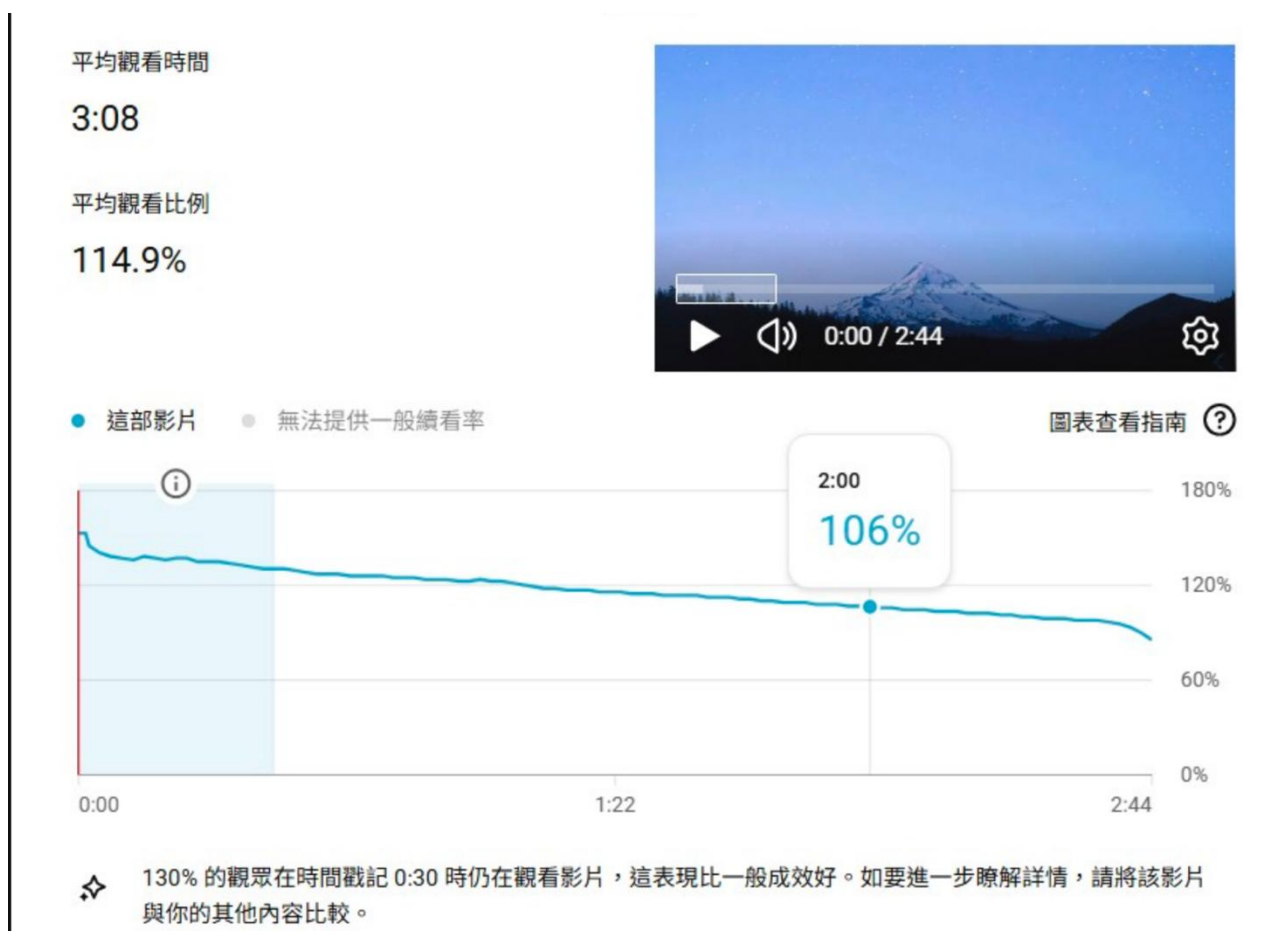 平均觀看時間
3:08
平均觀看比例
114.9%
0:00 / 2:44
這部影片
無法提供一般續看率
圖表查看指南
2:00
106%
180%
120%
60%
0%
0:00
1:22
2:44
130% 的觀眾在時間戳記 0:30 時仍在觀看影片，這表現比一般成效好。如要進一步瞭解詳情，請將該影片
與你的其他內容比較。